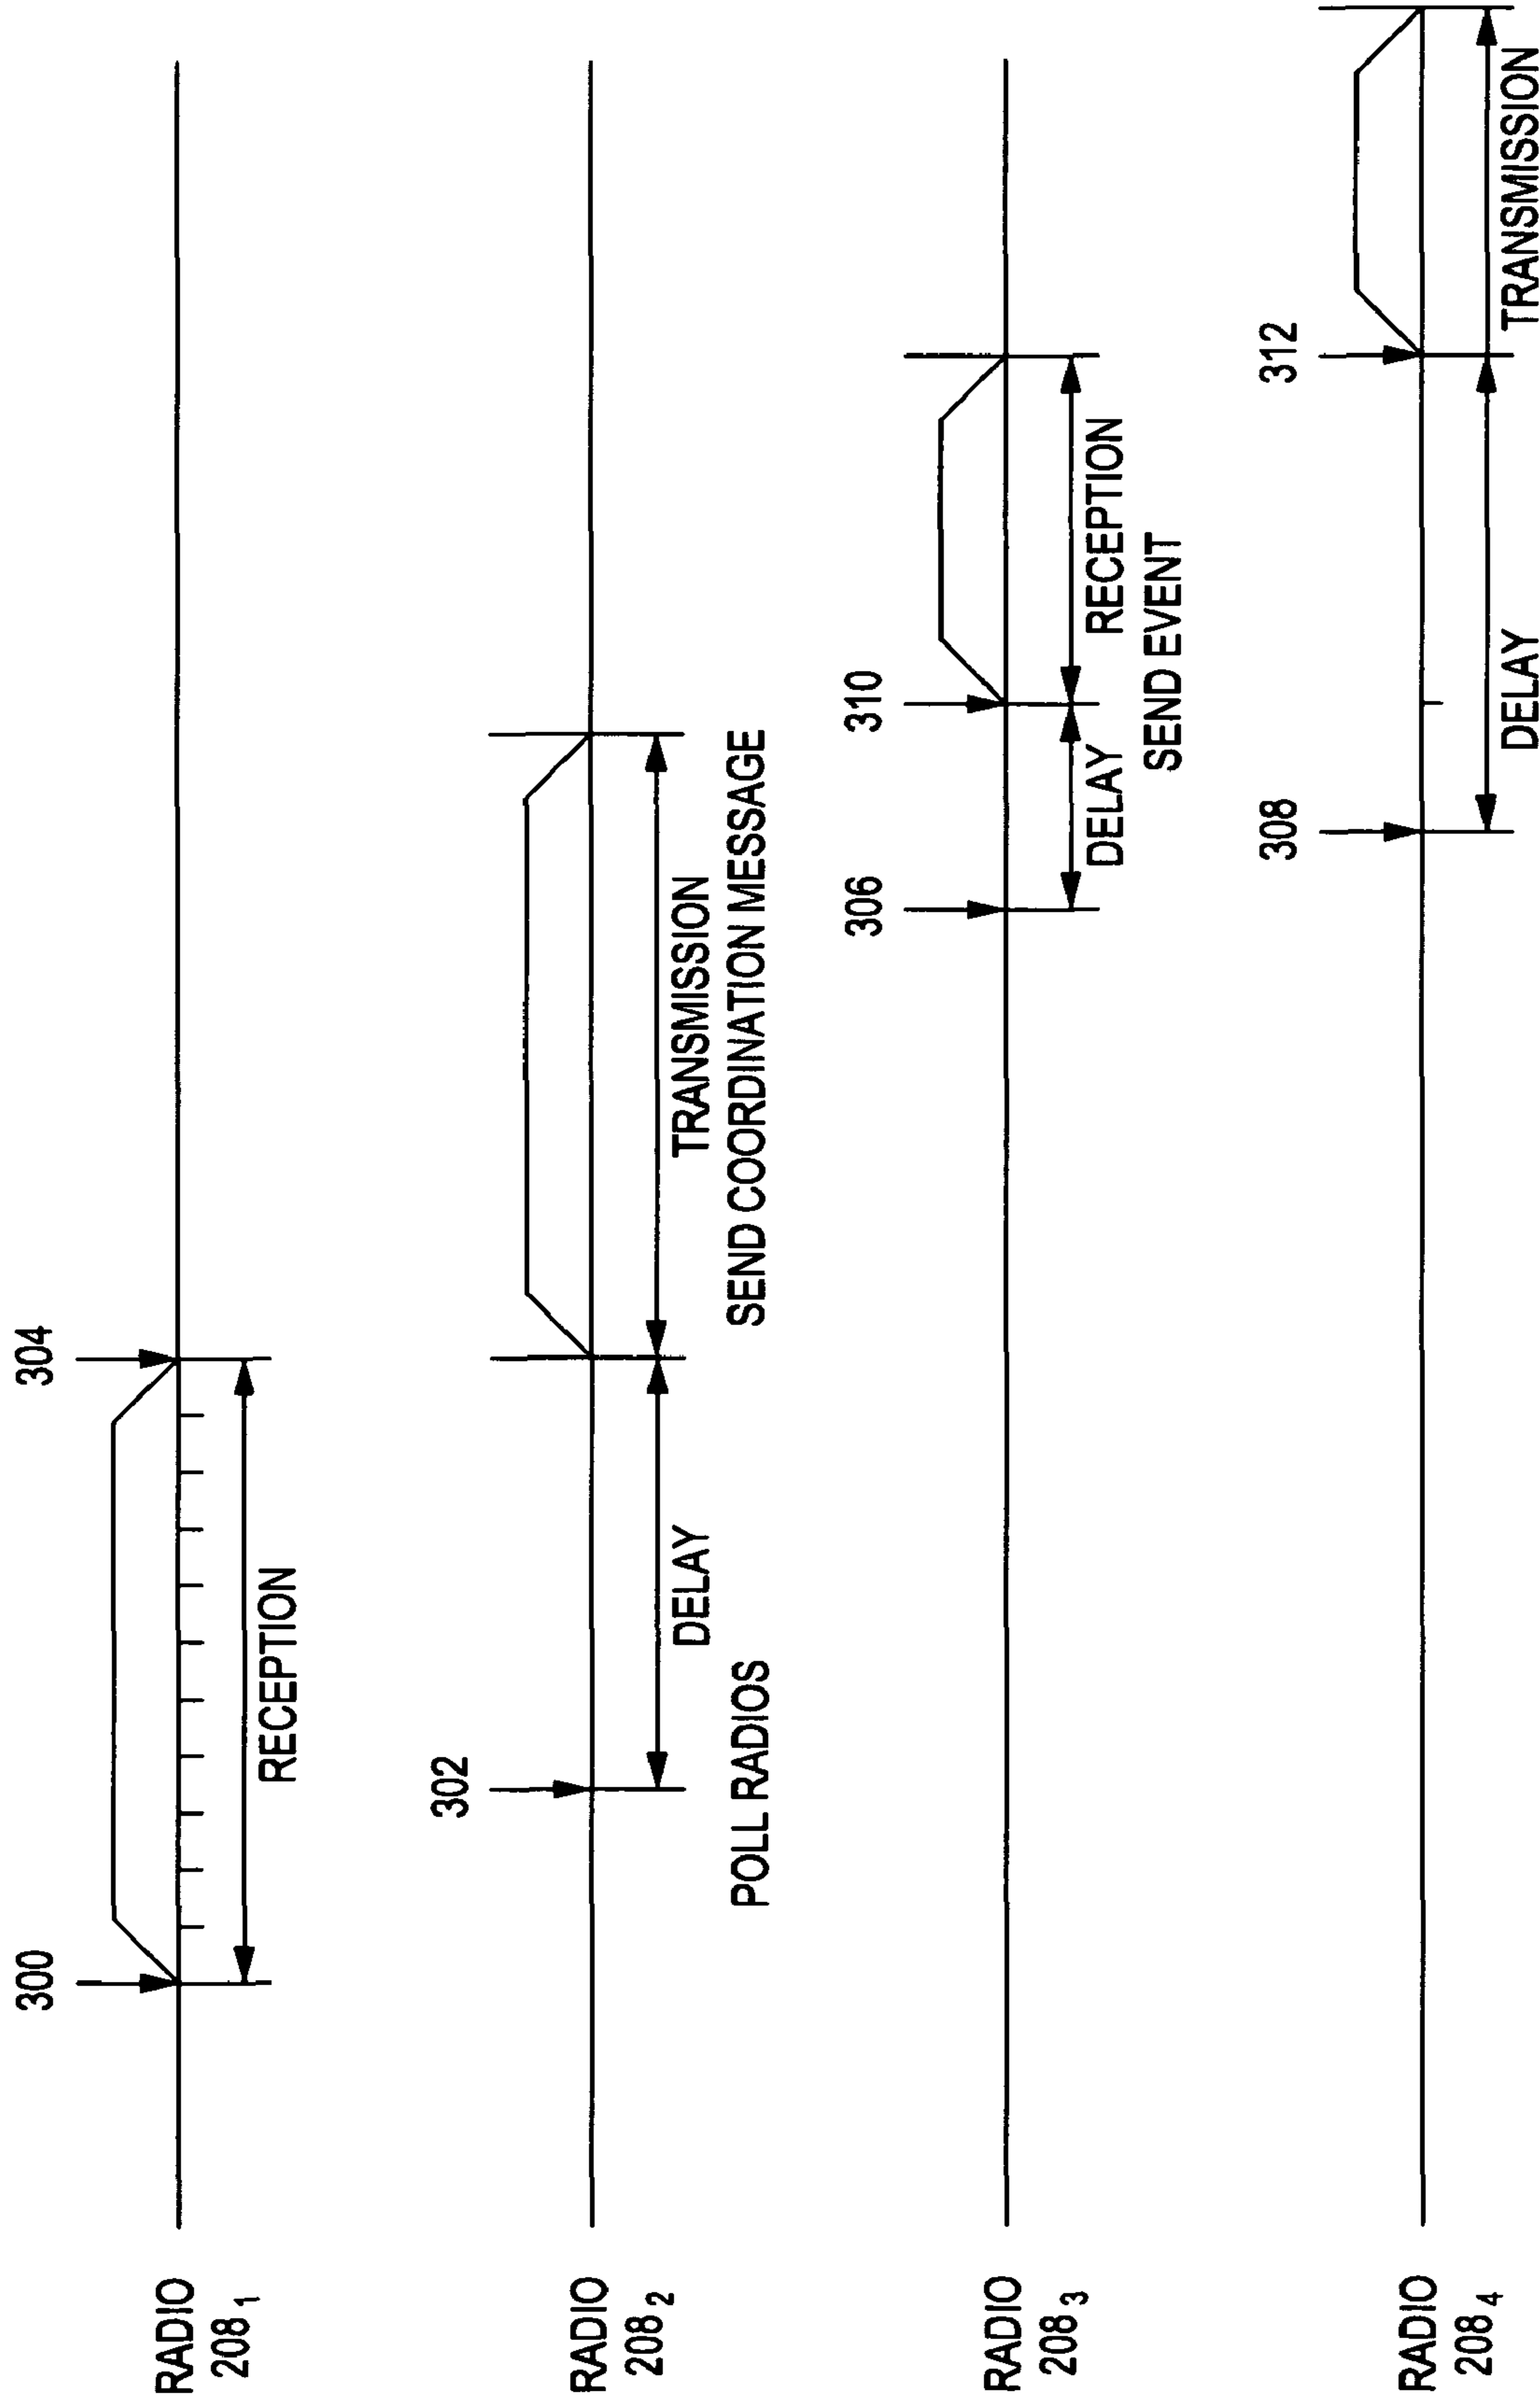 300
304
RADIO
208 1
RECEPTION
302
RADIO
208 2
DELAY
TRANSMISSION
POLL RADIOS
SEND COORDINATION MESSAGE
306
310
RADIO
208 3
DELAY
RECEPTION
SEND EVENT
308
312
RADIO
208 4
DELAY
TRANSMISSION